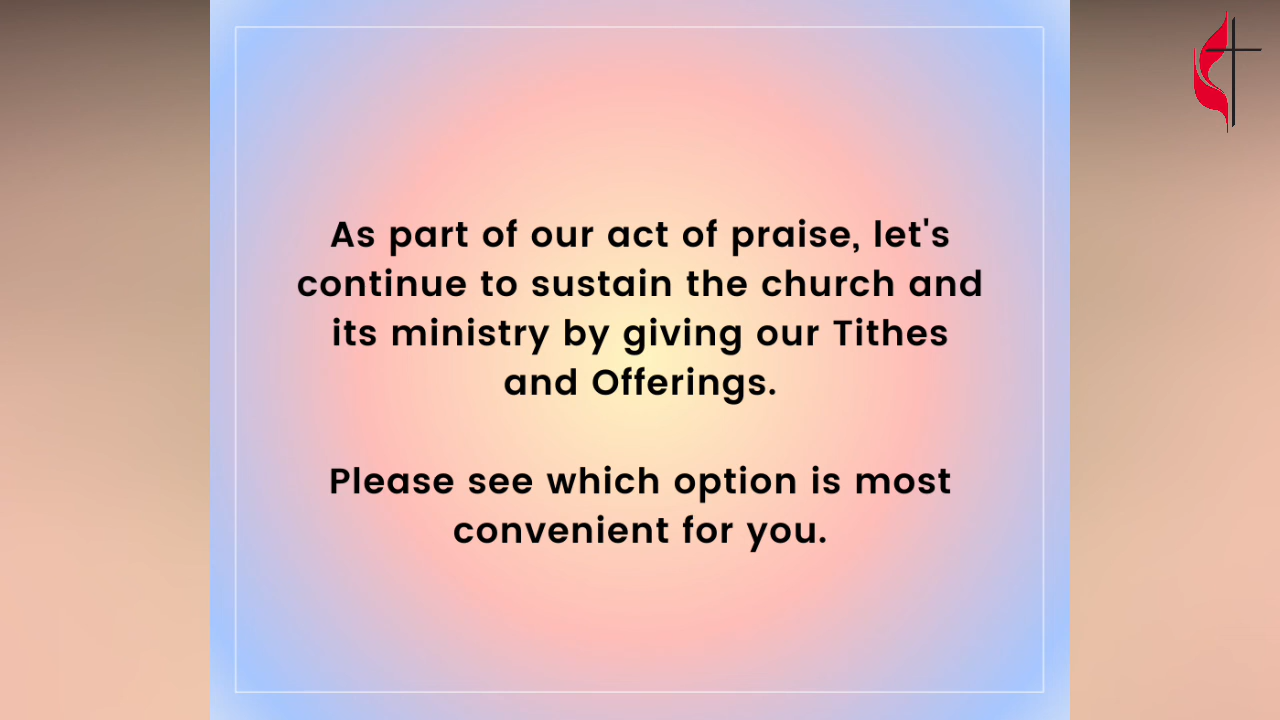 As part of our act of praise, let's
continue to sustain the church and
its ministry by giving our Tithes
and Offerings.
Please see which option is most
convenient for you.